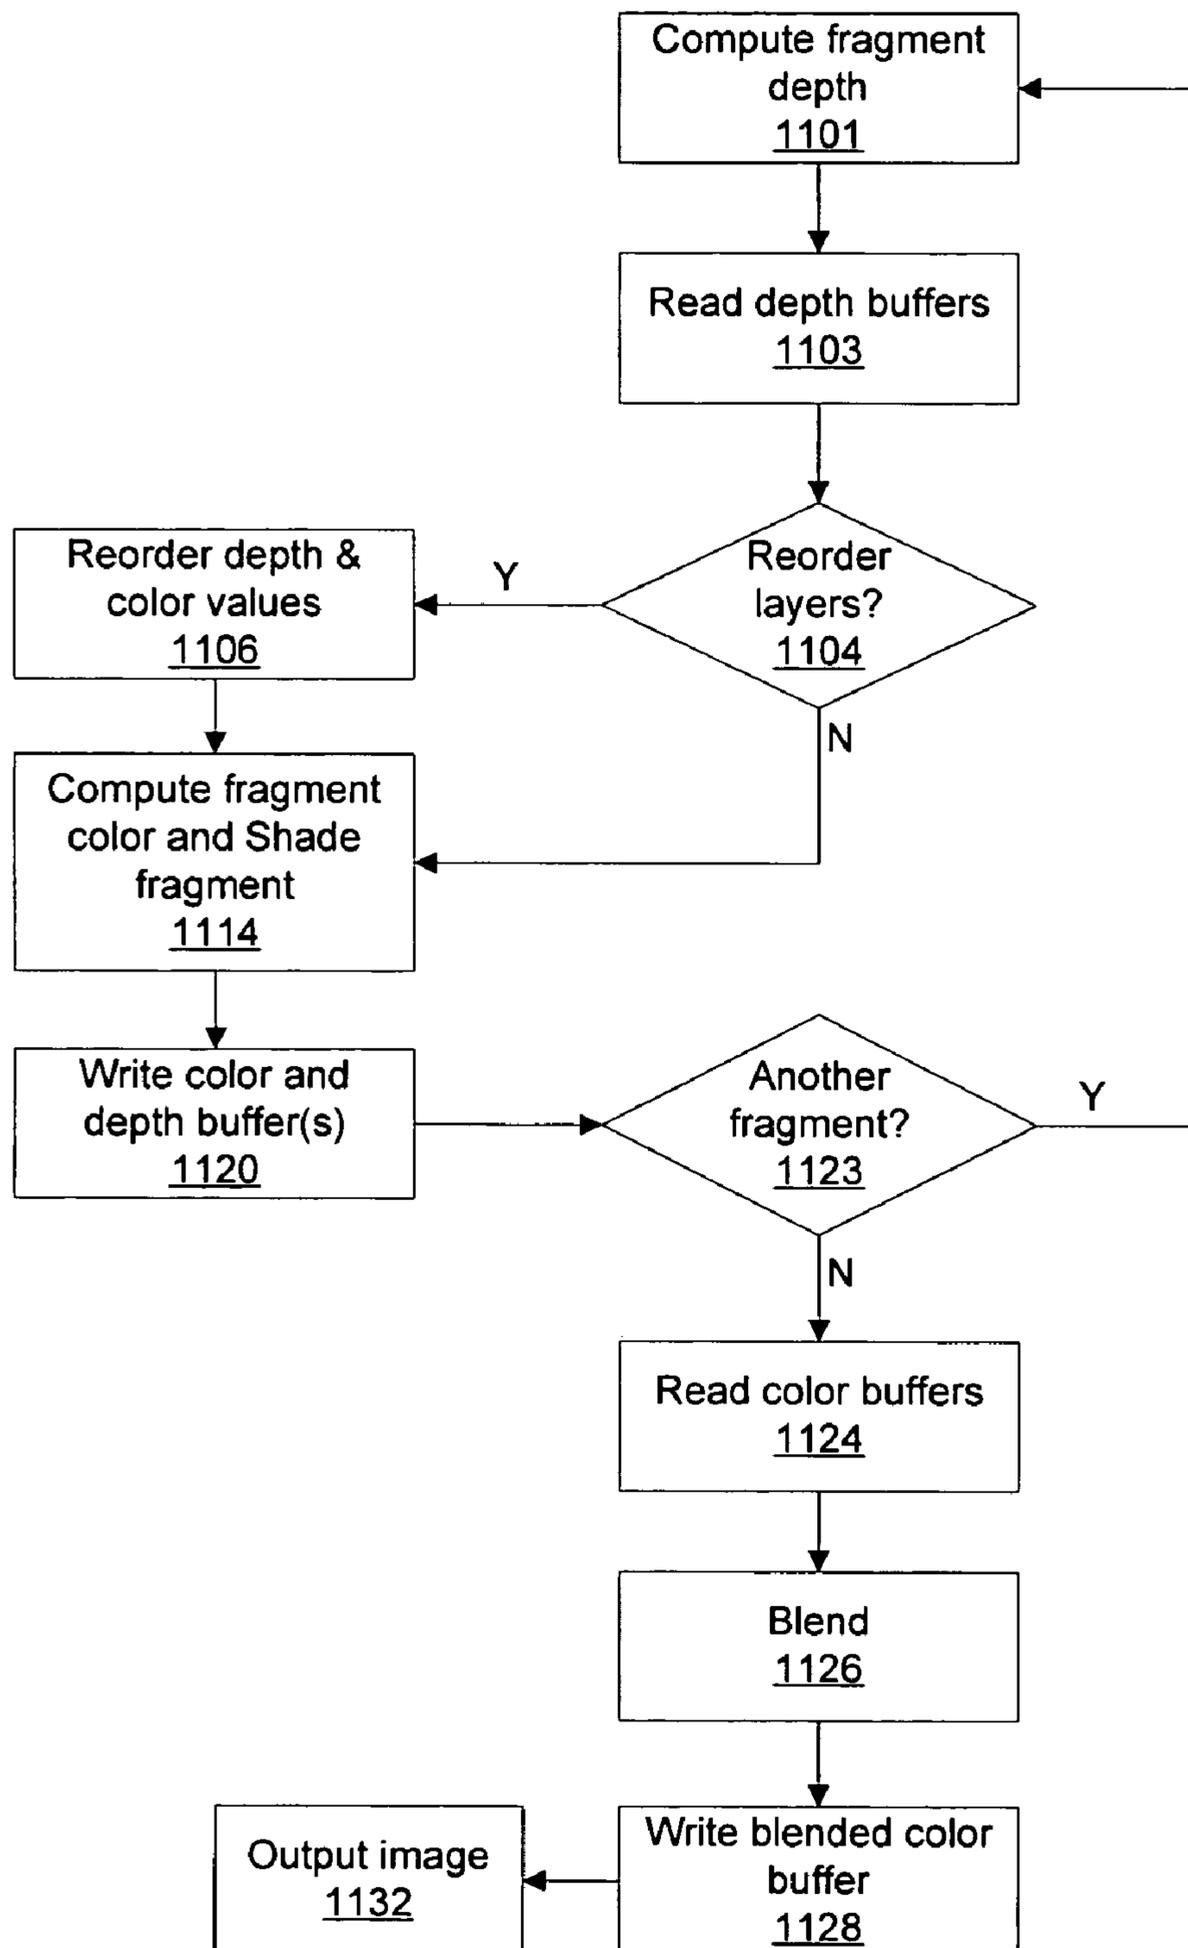 Compute fragment
depth
1101
Read depth buffers
1103
Reorder
layers?
1104
Y
N
Reorder depth &
color values
1106
Compute fragment
color and Shade
fragment
1114
Write color and
depth buffer(s)
1120
Another
fragment?
1123
Y
N
Read color buffers
1124
Blend
1126
Write blended color
buffer
1128
Output image
1132